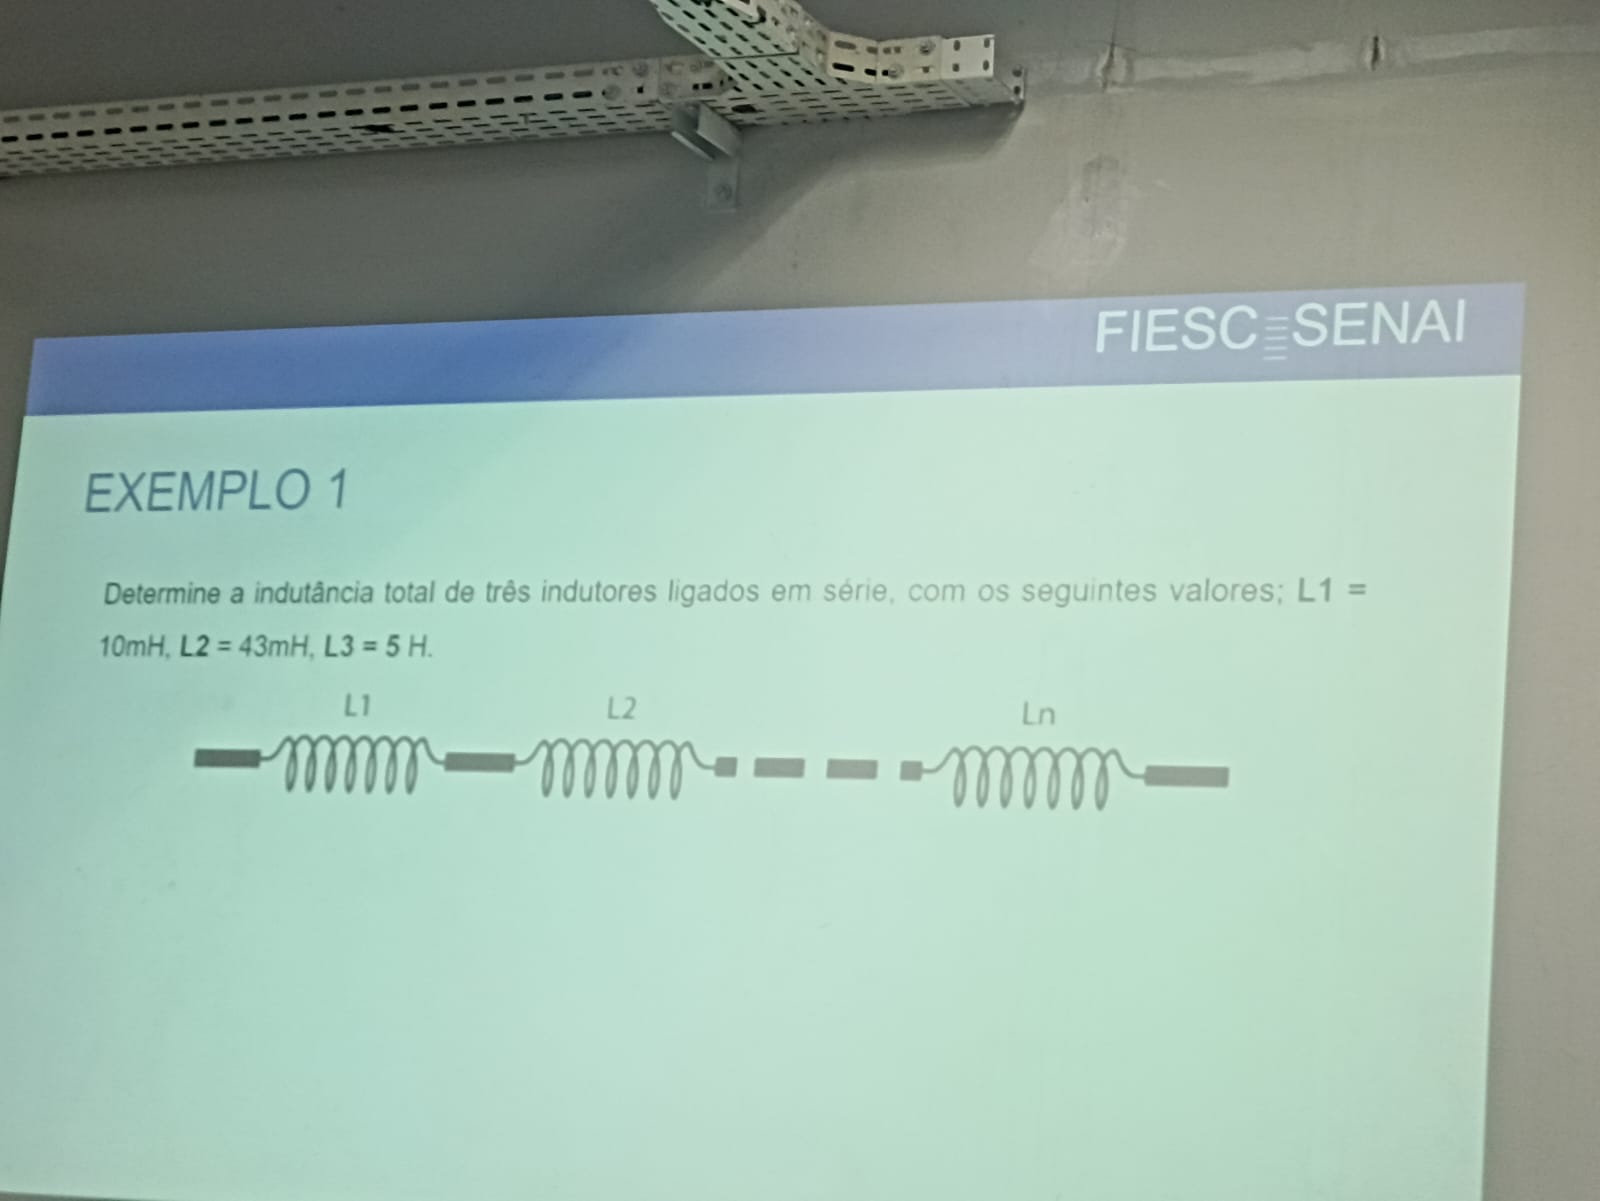 FIESC SENAI
EXEMPLO 1
Determine a indutância total de três indutores ligados em série, com os seguintes valores; L1 =
10mH, L2 = 43mH, L3 = 5 H.
L1 L2 Ln